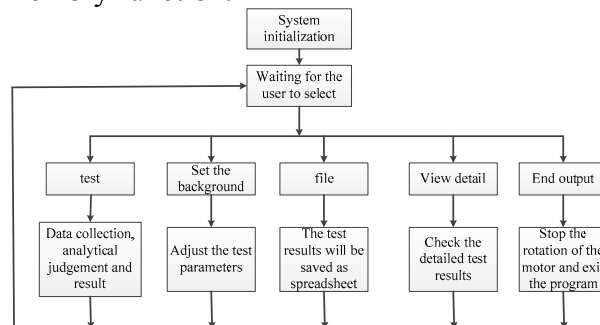 System
initialization
Waiting for the
user to select
test
Set the
background
file
View detail
End output
Data collection,
analytical
judgement and
result
Adjust the test
parameters
The test
results will be
saved as
spreadsheet
Check the
detailed test
results
Stop the
rotation of the
motor and exi
the program